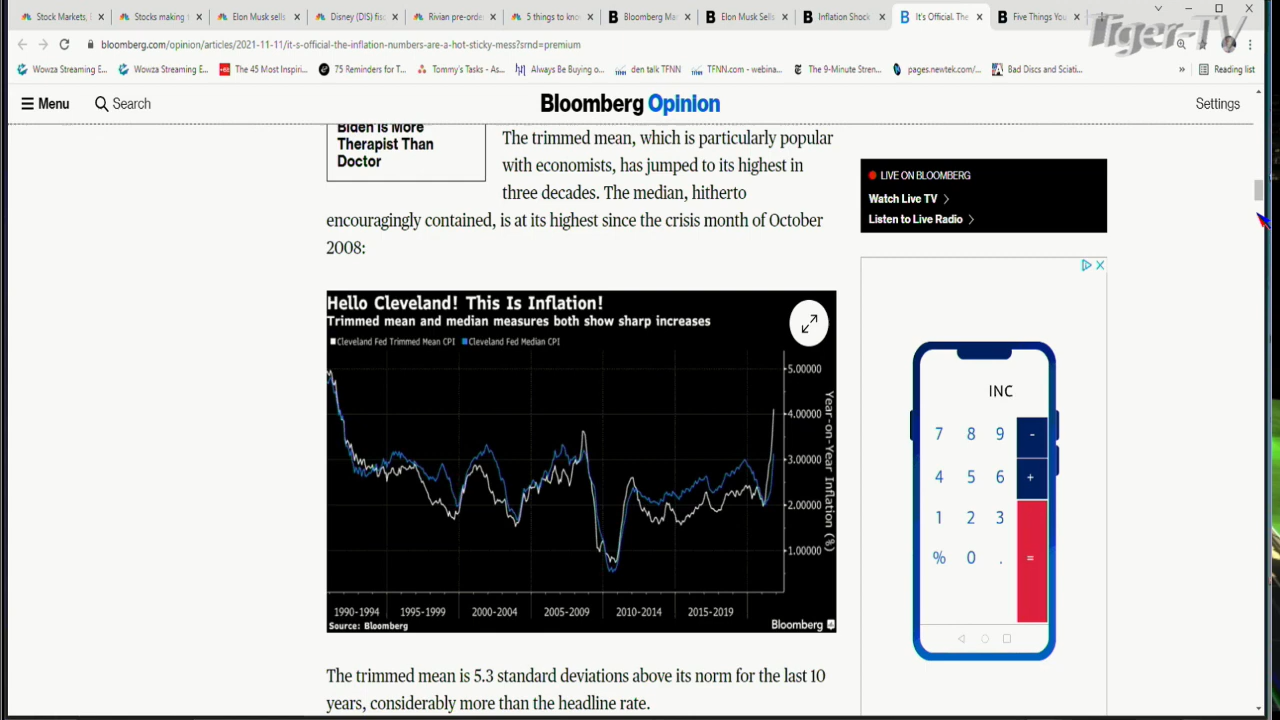 Stock Markets,
Stocks making
Elon Musk sells
Disney (DIS) fisc
Rivian pre-order
5 things to kno
Bloomberg Ma
Elon Musk Sells
Inflation Shock
It's Official. The
Five Things You
Tiger-TV
bloomberg.com/opinion/articles/2021-11-11/it-s-official-the-inflation-numbers-are-a-hot-sticky-mess?srnd=premium
Wowza Streaming E...
Wowza Streaming E...
The 45 Most Inspiri...
75 Reminders for T...
Tommy's Tasks - As...
Always Be Buying o...
den talk TFNN
TFNN.com - webina...
The 9-Minute Stren...
pages.newtek.com/...
Bad Discs and Sciati...
»
Reading list
Menu
Search
Bloomberg Opinion
Settings
Biden Is More
Therapist Than
Doctor
The trimmed mean, which is particularly popular
with economists, has jumped to its highest in
three decades. The median, hitherto
encouragingly contained, is at its highest since the crisis month of October
2008:
LIVE ON BLOOMBERG
Watch Live TV >
Listen to Live Radio >
Hello Cleveland! This Is Inflation!
Trimmed mean and median measures both show sharp increases
Cleveland Fed Trimmed Mean CPI Cleveland Fed Median CPI
5.00000
4.00000
3.00000
2.00000
1.00000
Year-on-Year Inflation (%)
1990-1994 1995-1999 2000-2004 2005-2009 2010-2014 2015-2019
Source: Bloomberg
Bloomberg
INC
7 8 9 -
4 5 6 +
1 2 3
% 0 . =
The trimmed mean is 5.3 standard deviations above its norm for the last 10
years, considerably more than the headline rate.